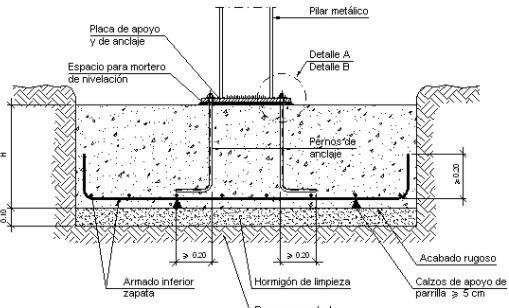 Pilar metálico
Placa de apoyo
y de anclaje
Detalle A
Detalle B
Espacio para mortero
de nivelación
Pernos de
anclaje
H
≥ 0.20
0.10
≥ 0.20
≥ 0.20
Acabado rugoso
Armado inferior
zapata
Hormigón de limpieza
Calzos de apoyo de
parrilla ≥ 5 cm